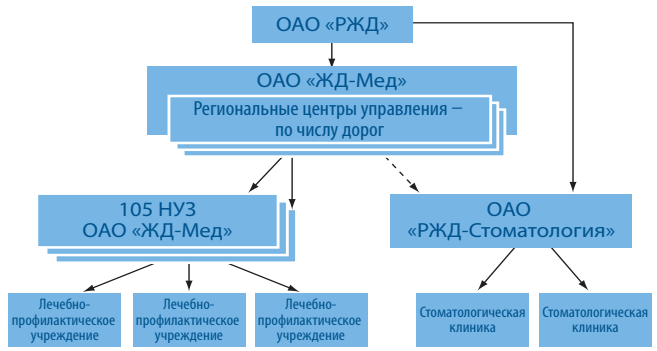 ОАО «РЖД»
ОАО «ЖД-Мед»
Региональные центры управления –
по числу дорог
105 НУЗ
ОАО «ЖД-Мед»
ОАО
«РЖД-Стоматология»
Лечебно-
профилактическое
учреждение
Лечебно-
профилактическое
учреждение
Лечебно-
профилактическое
учреждение
Стоматологическая
клиника
Стоматологическая
клиника